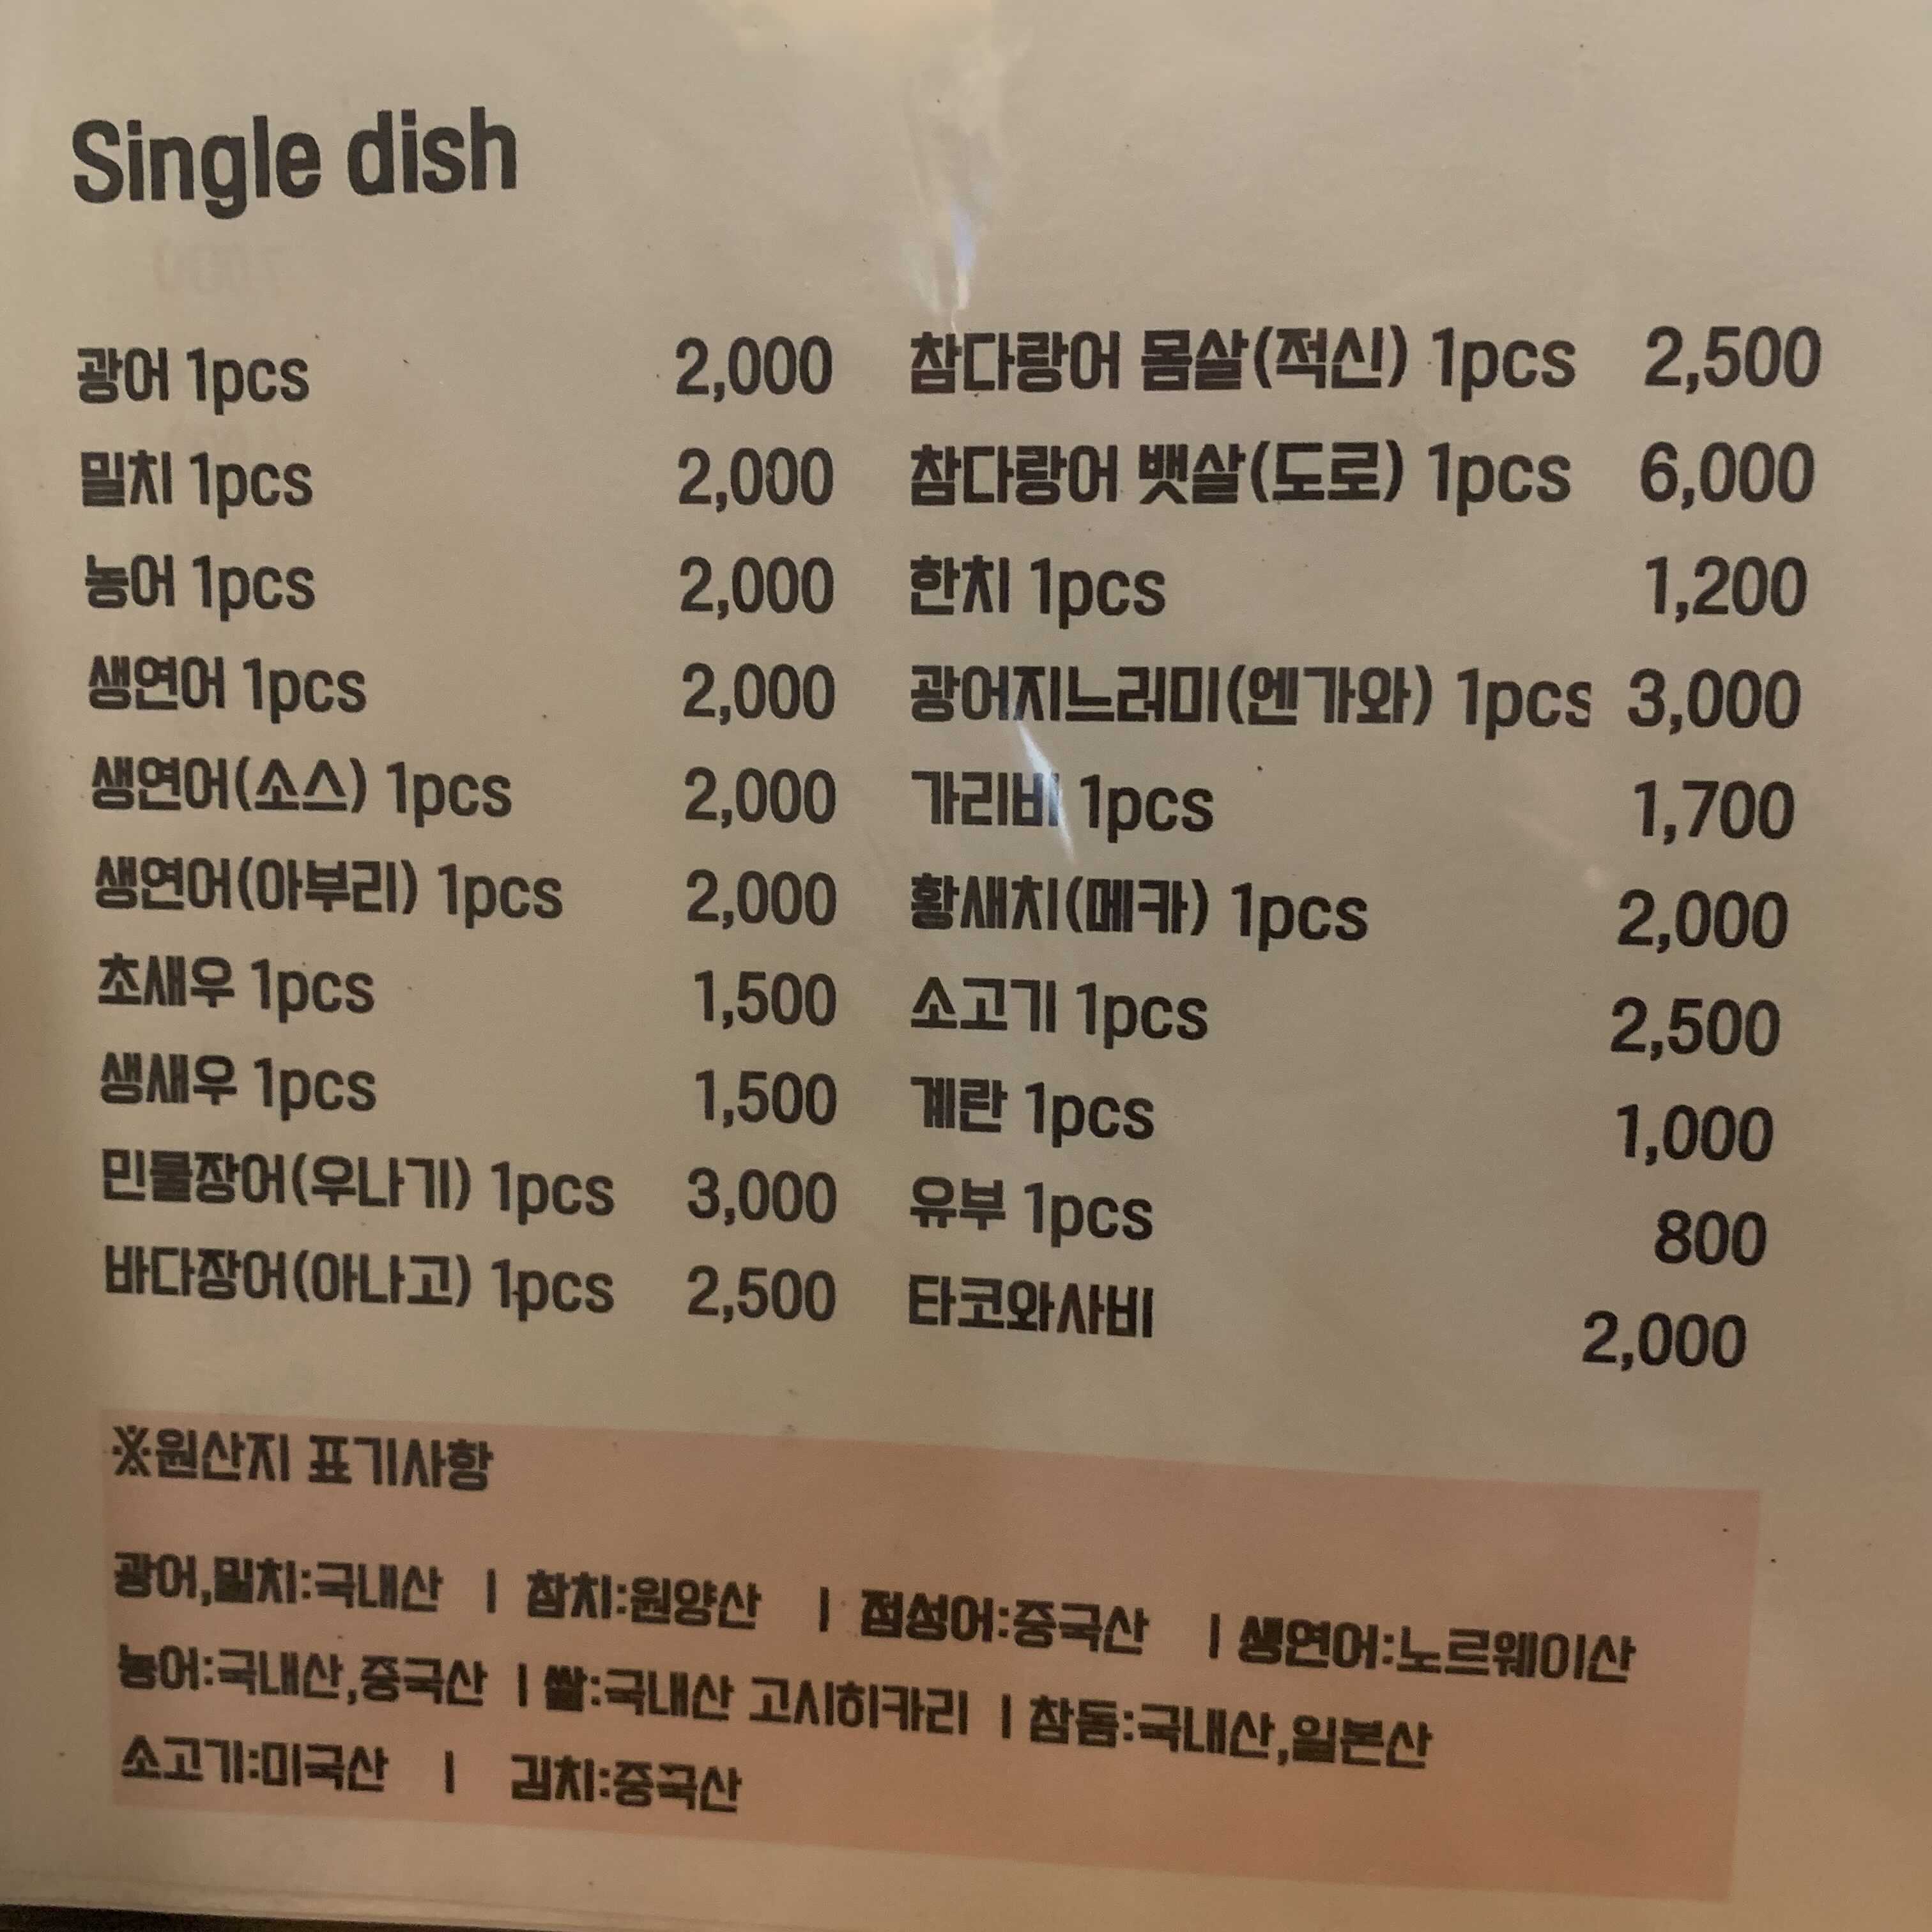 Single dish
광어 1pcs 2,000
밀치 1pcs 2,000
농어 1pcs 2,000
생연어 1pcs 2,000
생연어(소스) 1pcs 2,000
생연어(아부리) 1pcs 2,000
초새우 1pcs 1,500
생새우 1pcs 1,500
민물장어(우나기) 1pcs 3,000
바다장어(아나고) 1pcs 2,500
참다랑어 몸살(적신) 1pcs 2,500
참다랑어 뱃살(도로) 1pcs 6,000
한치 1pcs 1,200
광어지느러미(엔가와) 1pcs 3,000
가리비 1pcs 1,700
황새치(메카) 1pcs 2,000
소고기 1pcs 2,500
계란 1pcs 1,000
유부 1pcs 800
타코와사비 2,000
※원산지 표기사항
광어,밀치:국내산 | 참치:원양산 | 점성어:중국산 | 생연어:노르웨이산
농어:국내산,중국산 | 쌀:국내산 고시히카리 | 참돔:국내산,일본산
소고기:미국산 | 김치:중국산